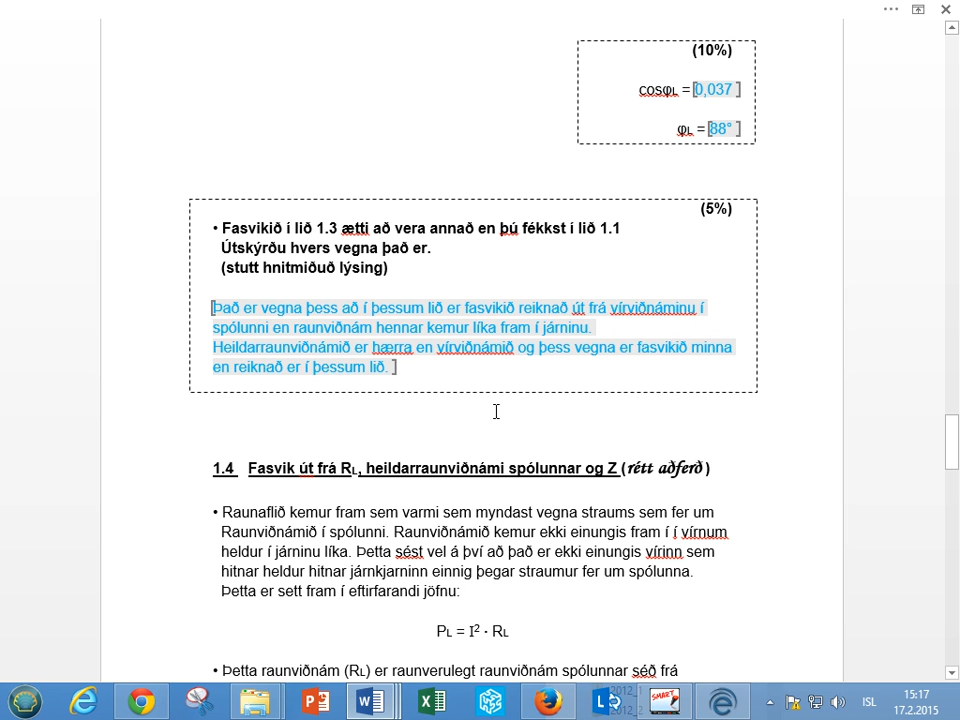 (10%)
cosφL = [0,037 ]
φL = [88° ]
(5%)
• Fasvikið í lið 1.3 ætti að vera annað en þú fékkst í lið 1.1
Útskýrðu hvers vegna það er.
(stutt hnitmiðuð lýsing)
[Það er vegna þess að í þessum lið er fasvikið reiknað út frá vírviðnáminu í
spólunni en raunviðnám hennar kemur líka fram í járninu.
Heildarraunviðnámið er hærra en vírviðnámið og þess vegna er fasvikið minna
en reiknað er í þessum lið. ]
1.4 Fasvik út frá RL, heildarraunviðnámi spólunnar og Z (rétt aðferð)
• Raunaflið kemur fram sem varmi sem myndast vegna straums sem fer um
Raunviðnámið í spólunni. Raunviðnámið kemur ekki einungis fram í í vírnum
heldur í járninu líka. Þetta sést vel á því að það er ekki einungis vírinn sem
hitnar heldur hitnar járnkjarninn einnig þegar straumur fer um spólunna.
Þetta er sett fram í eftirfarandi jöfnu:
PL = I² · RL
• Þetta raunviðnám (RL) er raunverulegt raunviðnám spólunnar séð frá
2012_1
2012_2
SMART
ISL
15:17
17.2.2015